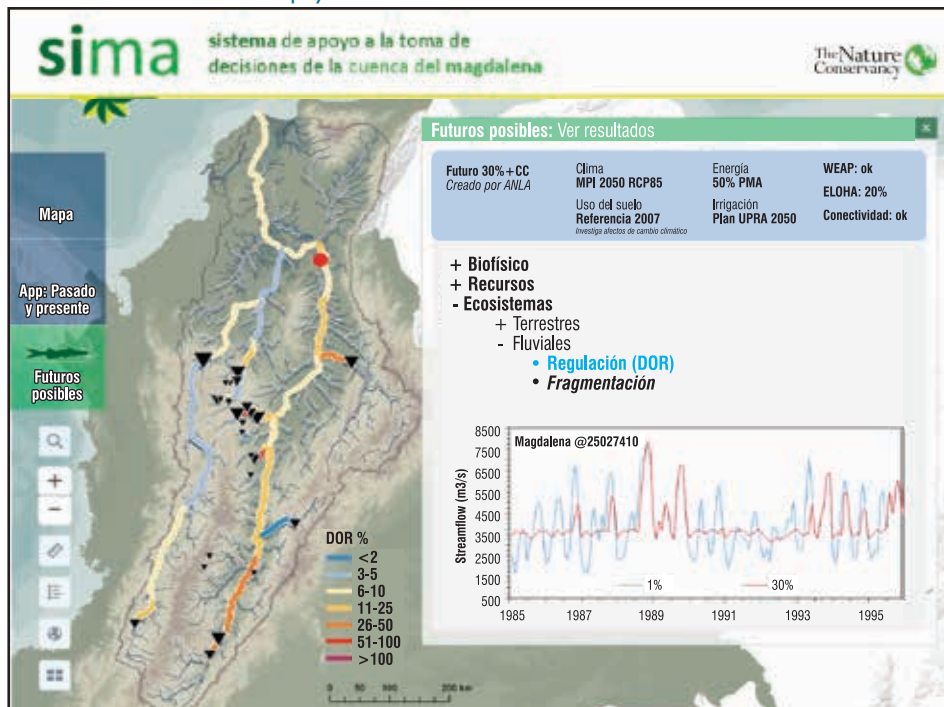 sima
sistema de apoyo a la toma de
decisiones de la cuenca del magdalena
The Nature
Conservancy
Mapa
App: Pasado
y presente
Futuros
posibles
Futuros posibles: Ver resultados
Futuro 30%+CC
Creado por ANLA
Clima
MPI 2050 RCP85
Uso del suelo
Referencia 2007
Investiga afectos de cambio climático
Energía
50% PMA
Irrigación
Plan UPRA 2050
WEAP: ok
ELOHA: 20%
Conectividad: ok
+ Biofísico
+ Recursos
- Ecosistemas
+ Terrestres
- Fluviales
• Regulación (DOR)
• Fragmentación
Magdalena @25027410
Streamflow (m3/s)
8500
7500
6500
5500
4500
3500
2500
1500
500
1% 30%
1985 1987 1989 1991 1993 1995
DOR %
<2
3-5
6-10
11-25
26-50
51-100
>100
0 50 100 200 km